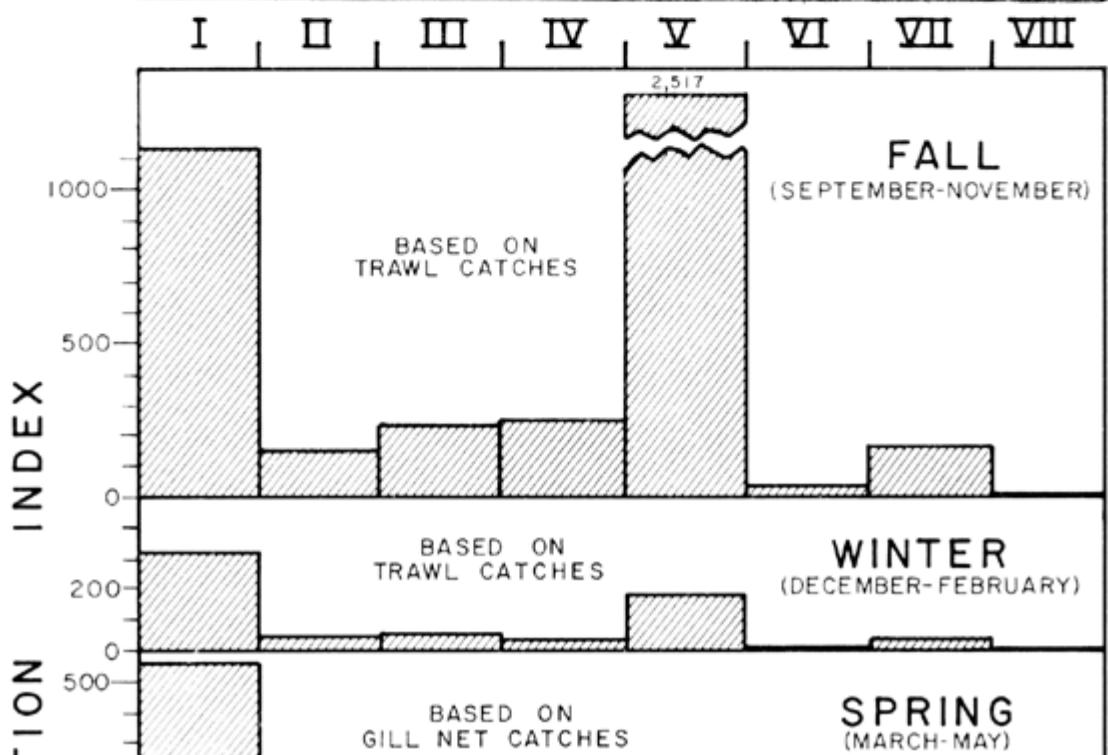 I II III IV V VI VII VIII
2,517
FALL
(SEPTEMBER-NOVEMBER)
1000
BASED ON
TRAWL CATCHES
500
INDEX
0
BASED ON
TRAWL CATCHES
WINTER
(DECEMBER-FEBRUARY)
200
0
500
BASED ON
GILL NET CATCHES
SPRING
(MARCH-MAY)
TION